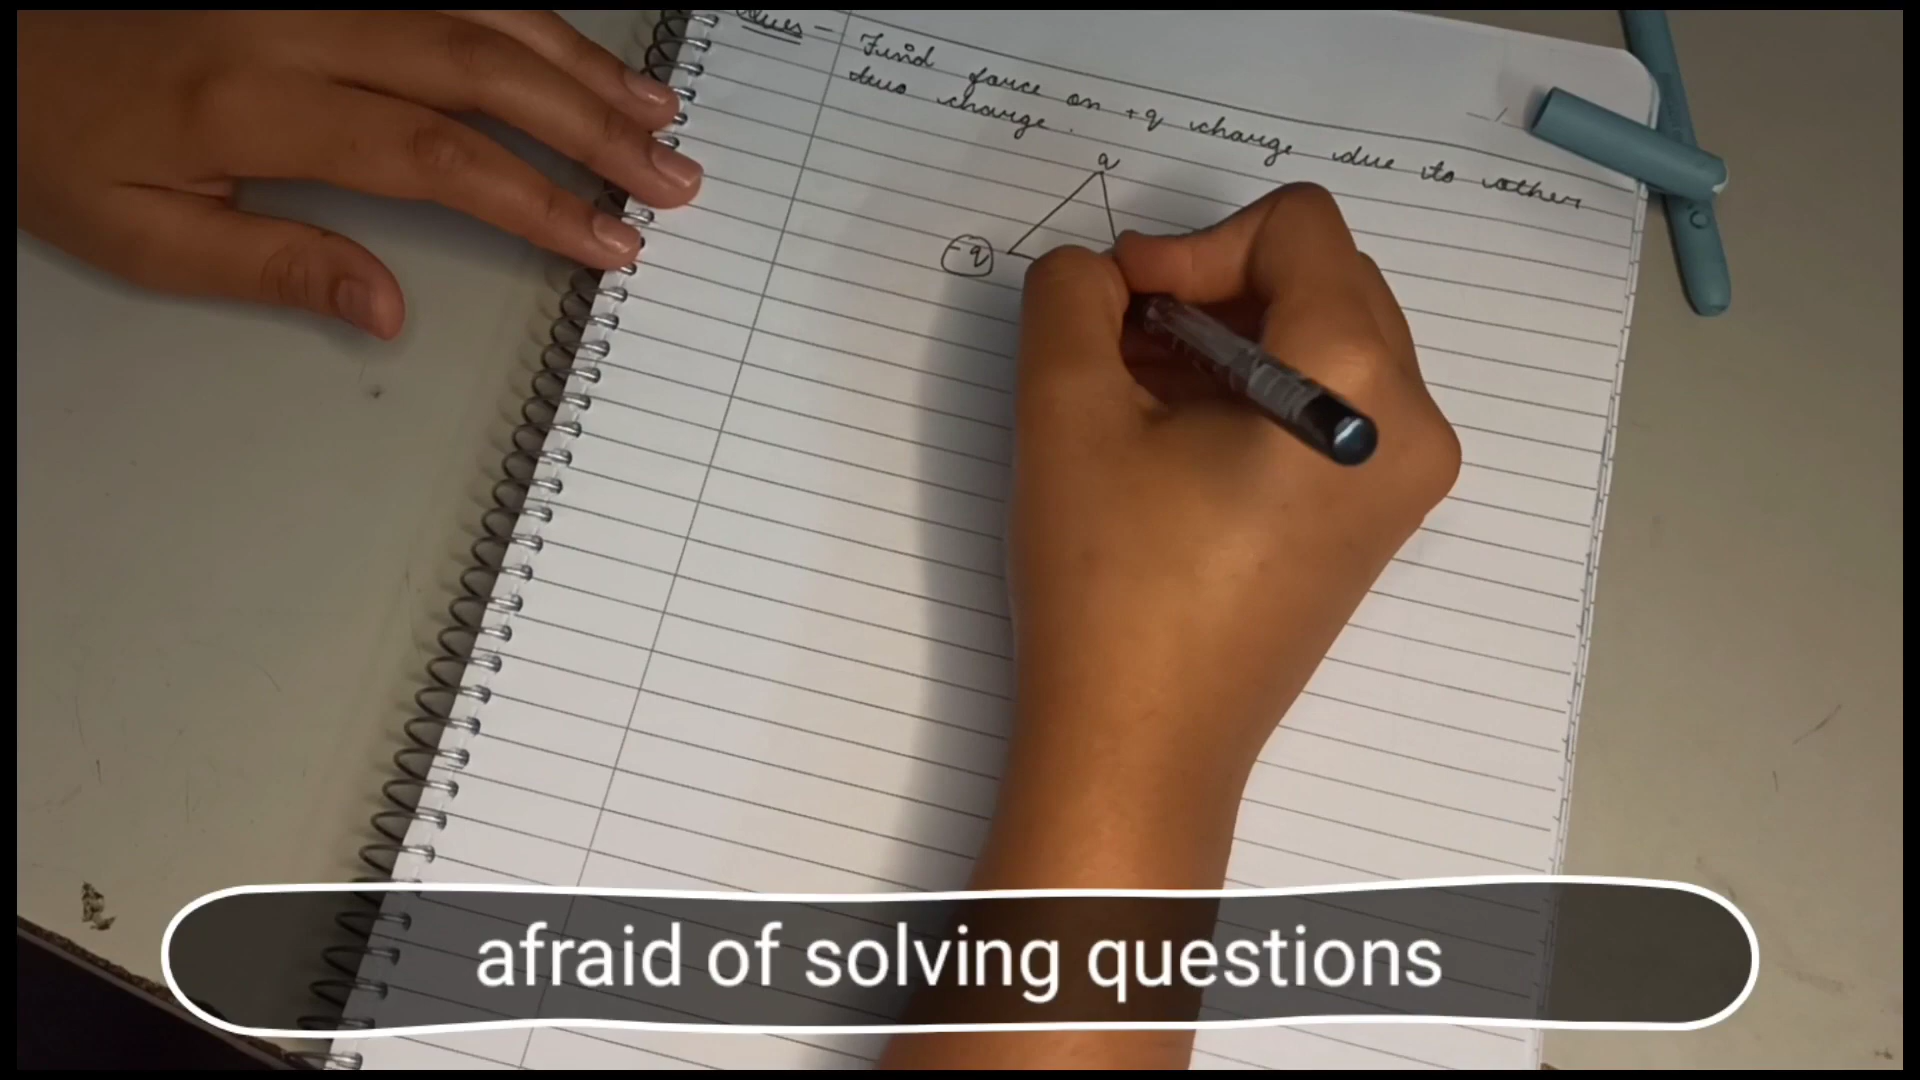 Ques – Find force on +q charge due to other
two charge.
q
-q
afraid of solving questions